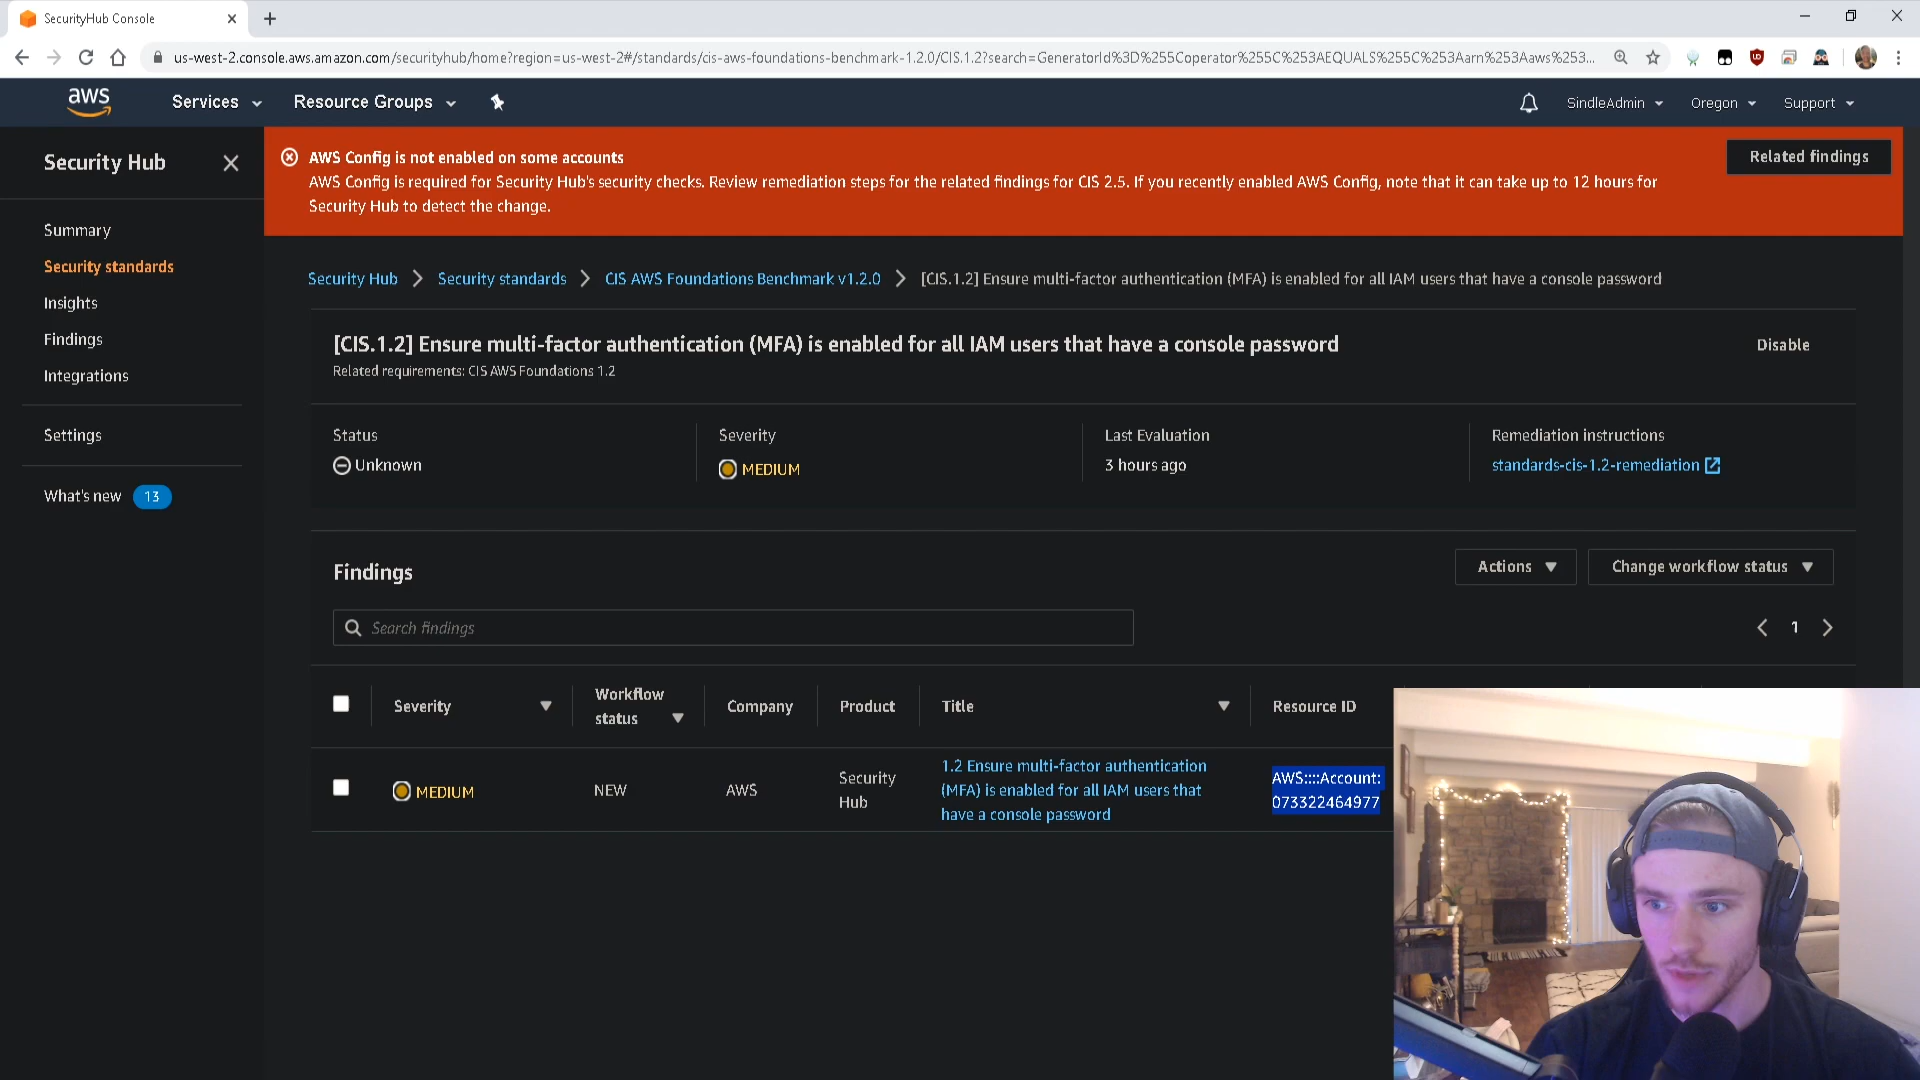 SecurityHub Console
us-west-2.console.aws.amazon.com/securityhub/home?region=us-west-2#/standards/cis-aws-foundations-benchmark-1.2.0/CIS.1.2?search=GeneratorId%3D%255Coperator%255C%253AEQUALS%255C%253Aarn%253Aaws%253...
aws
Services
Resource Groups
SindleAdmin
Oregon
Support
Security Hub
Summary
Security standards
Insights
Findings
Integrations
Settings
What's new 13
AWS Config is not enabled on some accounts
AWS Config is required for Security Hub's security checks. Review remediation steps for the related findings for CIS 2.5. If you recently enabled AWS Config, note that it can take up to 12 hours for
Security Hub to detect the change.
Related findings
Security Hub > Security standards > CIS AWS Foundations Benchmark v1.2.0 > [CIS.1.2] Ensure multi-factor authentication (MFA) is enabled for all IAM users that have a console password
[CIS.1.2] Ensure multi-factor authentication (MFA) is enabled for all IAM users that have a console password
Related requirements: CIS AWS Foundations 1.2
Disable
Status
Unknown
Severity
MEDIUM
Last Evaluation
3 hours ago
Remediation instructions
standards-cis-1.2-remediation
Findings
Actions
Change workflow status
Search findings
1
Severity
Workflow
status
Company
Product
Title
Resource ID
MEDIUM
NEW
AWS
Security
Hub
1.2 Ensure multi-factor authentication
(MFA) is enabled for all IAM users that
have a console password
AWS::::Account:
073322464977